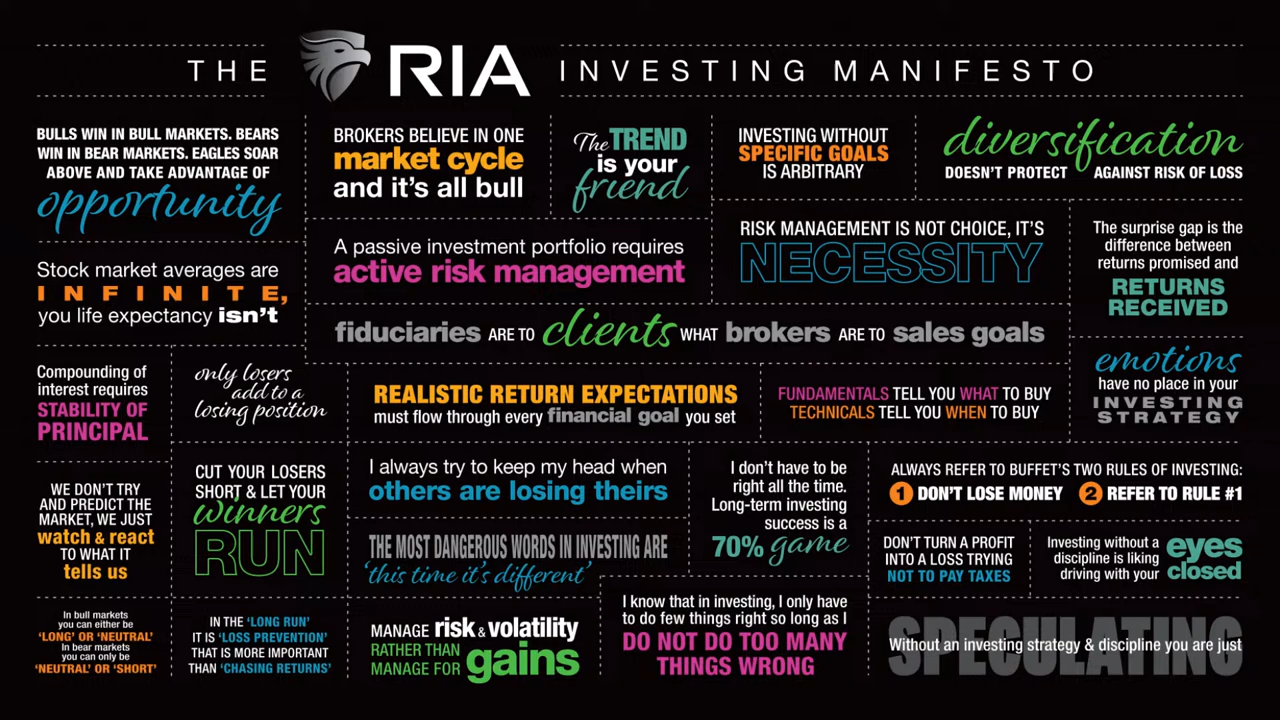 THE RIA INVESTING MANIFESTO
BULLS WIN IN BULL MARKETS. BEARS
WIN IN BEAR MARKETS. EAGLES SOAR
ABOVE AND TAKE ADVANTAGE OF
opportunity
BROKERS BELIEVE IN ONE
market cycle
and it's all bull
The TREND
is your
friend
INVESTING WITHOUT
SPECIFIC GOALS
IS ARBITRARY
diversification
DOESN'T PROTECT AGAINST RISK OF LOSS
Stock market averages are
INFINITE,
you life expectancy isn't
A passive investment portfolio requires
active risk management
RISK MANAGEMENT IS NOT CHOICE, IT'S
NECESSITY
The surprise gap is the
difference between
returns promised and
RETURNS
RECEIVED
fiduciaries ARE TO clients WHAT brokers ARE TO sales goals
Compounding of
interest requires
STABILITY OF
PRINCIPAL
only losers
add to a
losing position
REALISTIC RETURN EXPECTATIONS
must flow through every financial goal you set
FUNDAMENTALS TELL YOU WHAT TO BUY
TECHNICALS TELL YOU WHEN TO BUY
emotions
have no place in your
INVESTING
STRATEGY
WE DON'T TRY
AND PREDICT THE
MARKET, WE JUST
watch & react
TO WHAT IT
tells us
CUT YOUR LOSERS
SHORT & LET YOUR
winners
RUN
I always try to keep my head when
others are losing theirs
THE MOST DANGEROUS WORDS IN INVESTING ARE
'this time it's different'
I don't have to be
right all the time.
Long-term investing
success is a
70% game
ALWAYS REFER TO BUFFET'S TWO RULES OF INVESTING:
1 DON'T LOSE MONEY 2 REFER TO RULE #1
DON'T TURN A PROFIT
INTO A LOSS TRYING
NOT TO PAY TAXES
Investing without a
discipline is liking
driving with your
eyes
closed
In bull markets
you can either be
'LONG' OR 'NEUTRAL'
In bear markets
you can only be
'NEUTRAL' OR 'SHORT'
IN THE 'LONG RUN'
IT IS 'LOSS PREVENTION'
THAT IS MORE IMPORTANT
THAN 'CHASING RETURNS'
MANAGE risk & volatility
RATHER THAN
MANAGE FOR gains
I know that in investing, I only have
to do few things right so long as I
DO NOT DO TOO MANY
THINGS WRONG
Without an investing strategy & discipline you are just
SPECULATING